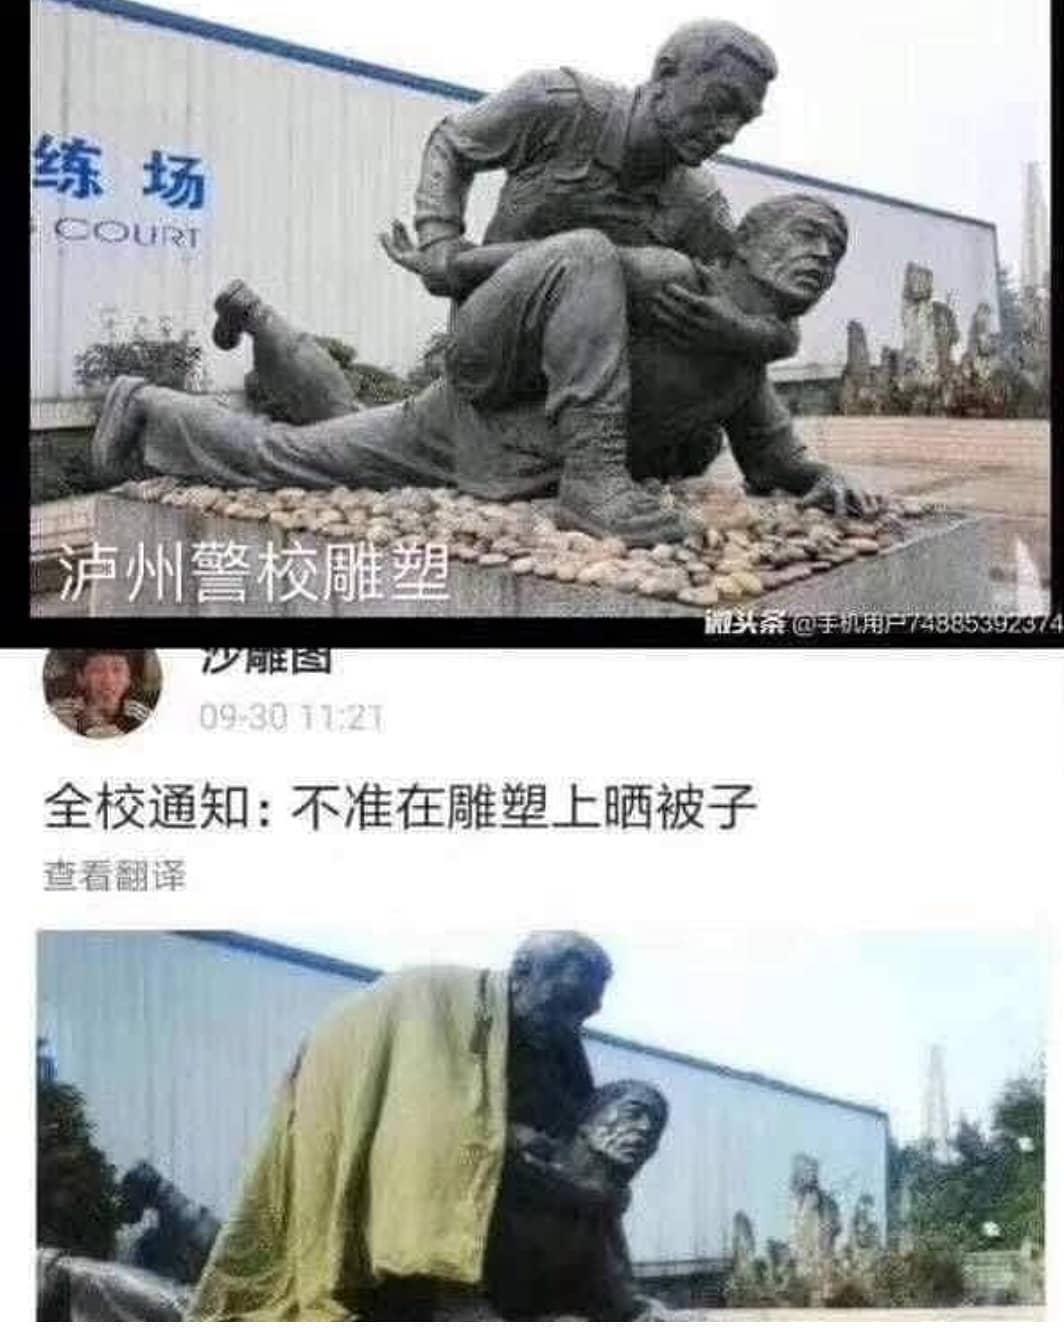 练 场
COURT
泸州警校雕塑
微头条 @手机用户74885392374
沙雕图
09-30 11:21
全校通知：不准在雕塑上晒被子
查看翻译